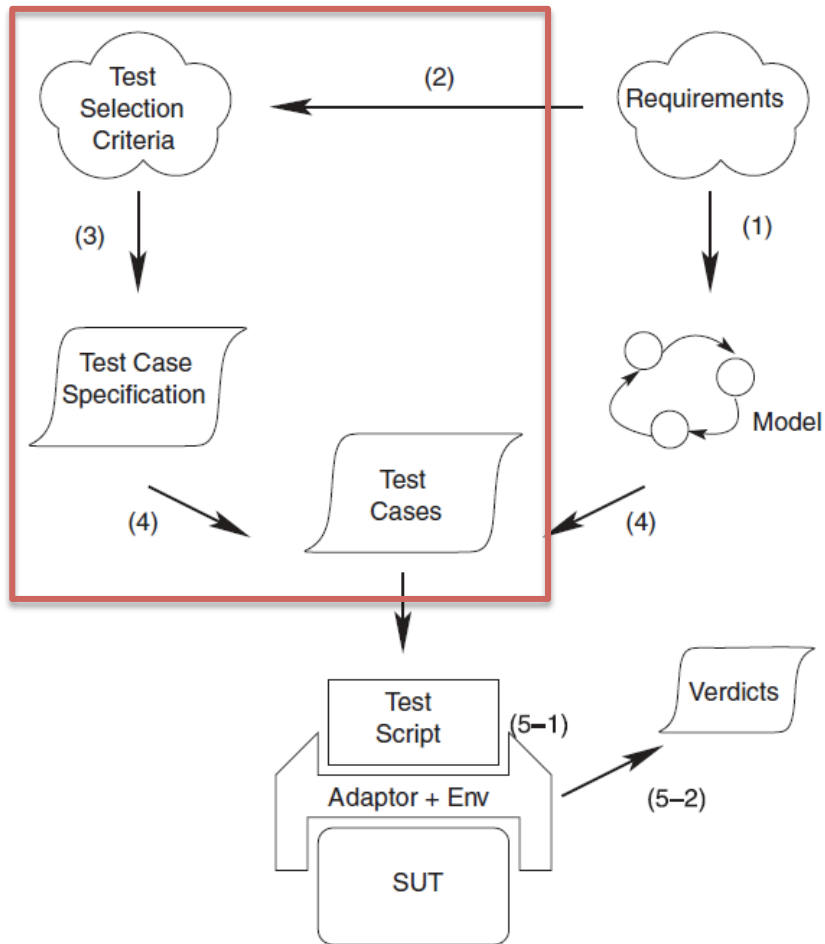 Test
Selection
Criteria
(2)
Requirements
(3)
(1)
Test Case
Specification
Model
Test
Cases
(4)
(4)
Test
Script
(5–1)
Verdicts
Adaptor + Env
(5–2)
SUT